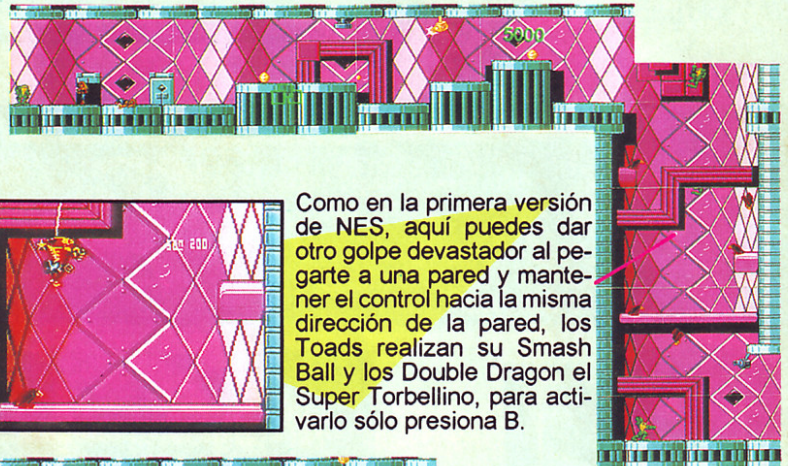 5000
200
Como en la primera versión
de NES, aquí puedes dar
otro golpe devastador al pe-
garte a una pared y mante-
ner el control hacia la misma
dirección de la pared, los
Toads realizan su Smash
Ball y los Double Dragon el
Super Torbellino, para acti-
varlo sólo presiona B.